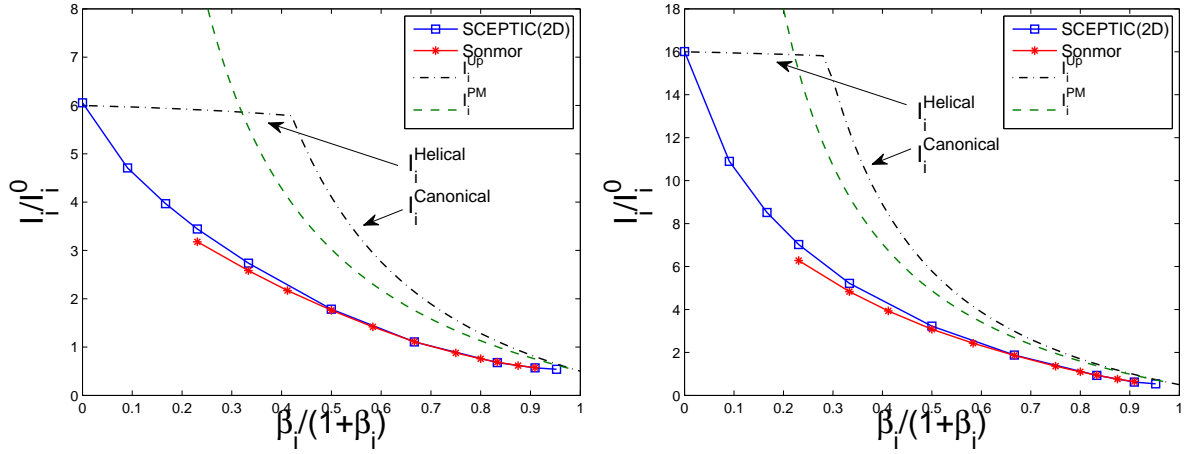 8
7
6
5
4
3
2
1
0
I_i/I_i^0
0 0.1 0.2 0.3 0.4 0.5 0.6 0.7 0.8 0.9 1
β_i/(1+β_i)
SCEPTIC(2D)
Sonmor
I_i^Up
I_i^PM
I_i^Helical
I_i^Canonical
18
16
14
12
10
8
6
4
2
0
I_i/I_i^0
0 0.1 0.2 0.3 0.4 0.5 0.6 0.7 0.8 0.9 1
β_i/(1+β_i)
SCEPTIC(2D)
Sonmor
I_i^Up
I_i^PM
I_i^Helical
I_i^Canonical